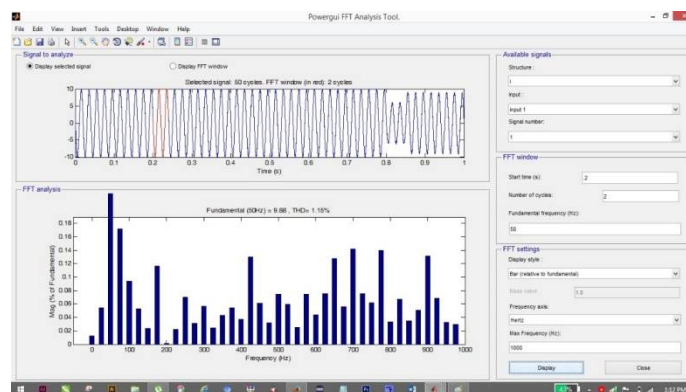 Powergui FFT Analysis Tool.
File Edit View Insert Tools Desktop Window Help
Signal to analyze
Display selected signal Display FFT window
Selected signal: 50 cycles. FFT window (in red): 2 cycles
10
5
0
-5
-10
0 0.1 0.2 0.3 0.4 0.5 0.6 0.7 0.8 0.9 1
Time (s)
FFT analysis
Fundamental (50Hz) = 9.88 , THD= 1.15%
0.18
0.16
0.14
0.12
0.1
0.08
0.06
0.04
0.02
0
0 100 200 300 400 500 600 700 800 900 1000
Frequency (Hz)
Mag (% of Fundamental)
Available signals
Structure :
I
Input :
input 1
Signal number:
1
FFT window
Start time (s): .2
Number of cycles: 2
Fundamental frequency (Hz):
50
FFT settings
Display style :
Bar (relative to fundamental)
Base value : 1.0
Frequency axis:
Hertz
Max Frequency (Hz):
1000
Display Close
3:12 PM